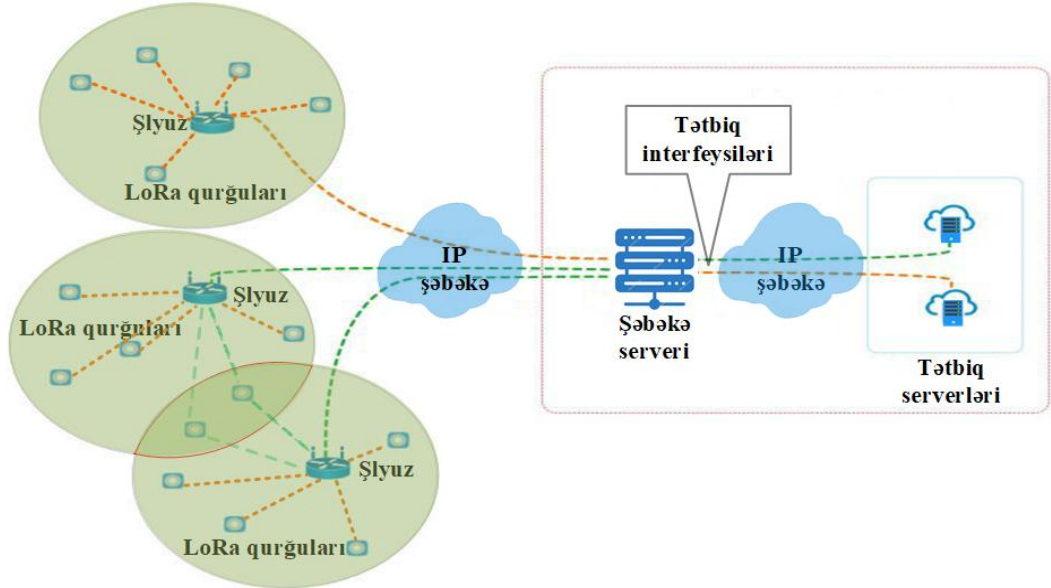 Şlyuz
LoRa qurğuları
Şlyuz
LoRa qurğuları
Şlyuz
LoRa qurğuları
IP
şəbəkə
Tətbiq
interfeysiləri
Şəbəkə
serveri
IP
şəbəkə
Tətbiq
serverləri